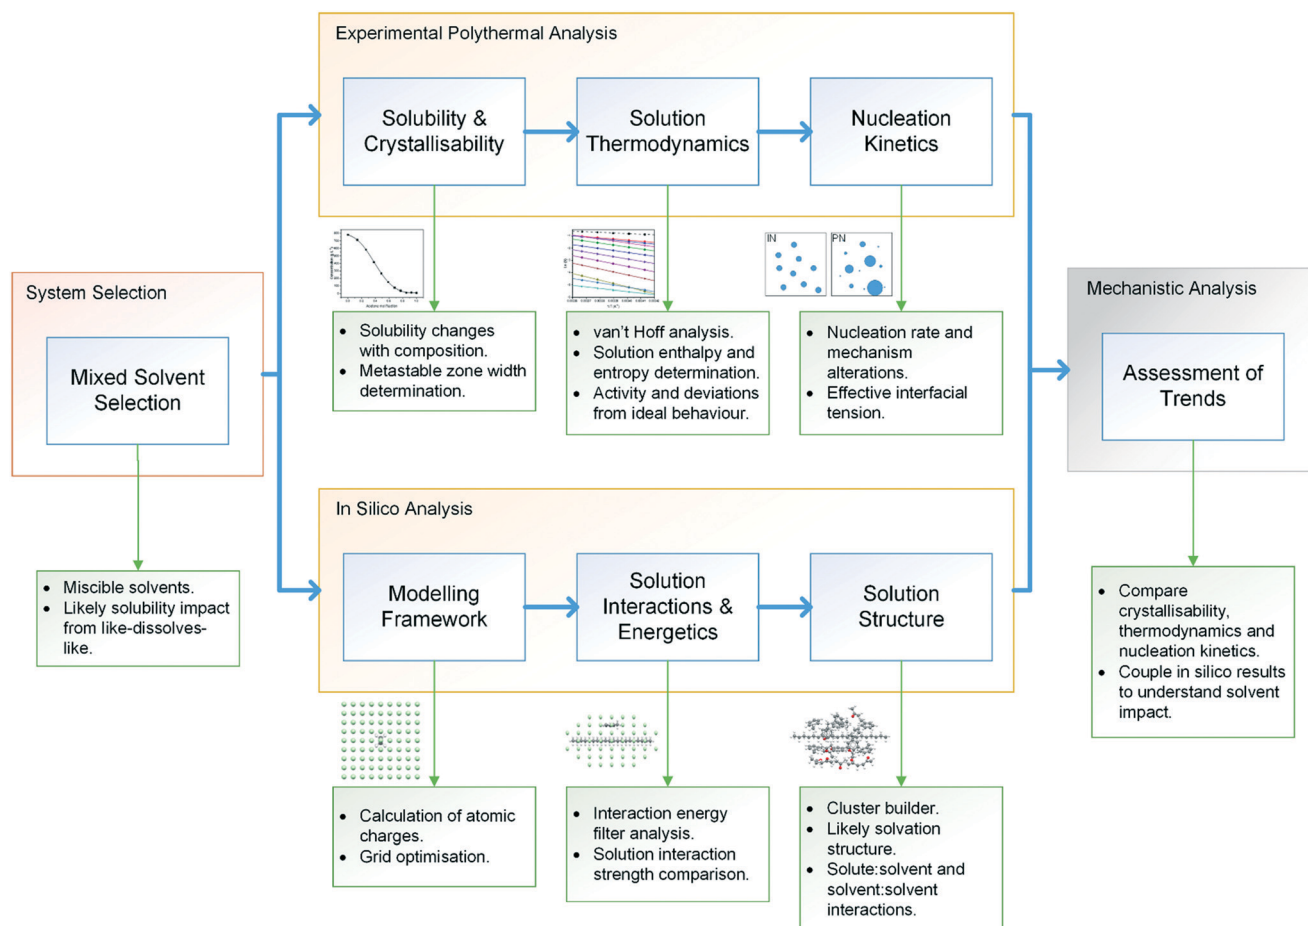 Experimental Polythermal Analysis
Solubility &
Crystallisability
Solution
Thermodynamics
Nucleation
Kinetics
IN
PN
System Selection
Mixed Solvent
Selection
• Solubility changes
with composition.
• Metastable zone width
determination.
• van't Hoff analysis.
• Solution enthalpy and
entropy determination.
• Activity and deviations
from ideal behaviour.
• Nucleation rate and
mechanism
alterations.
• Effective interfacial
tension.
Mechanistic Analysis
Assessment of
Trends
• Miscible solvents.
• Likely solubility impact
from like-dissolves-
like.
In Silico Analysis
Modelling
Framework
Solution
Interactions &
Energetics
Solution
Structure
• Compare
crystallisability,
thermodynamics and
nucleation kinetics.
• Couple in silico results
to understand solvent
impact.
• Calculation of atomic
charges.
• Grid optimisation.
• Interaction energy
filter analysis.
• Solution interaction
strength comparison.
• Cluster builder.
• Likely solvation
structure.
• Solute:solvent and
solvent:solvent
interactions.